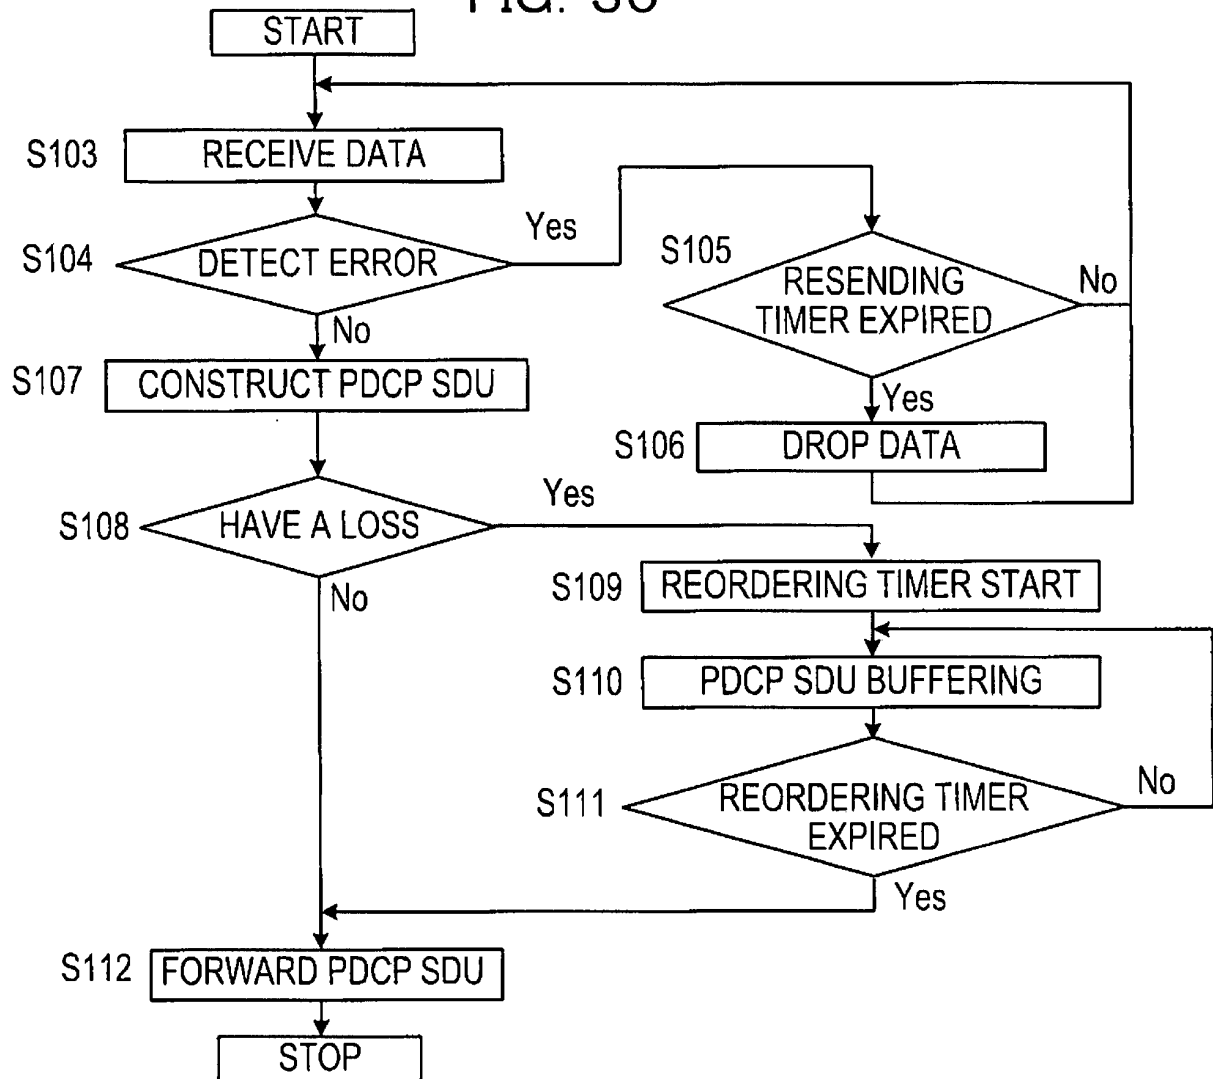 FIG. 30
START
S103 RECEIVE DATA
S104 DETECT ERROR Yes
No
S105 RESENDING TIMER EXPIRED No
Yes
S106 DROP DATA
S107 CONSTRUCT PDCP SDU
S108 HAVE A LOSS Yes
No
S109 REORDERING TIMER START
S110 PDCP SDU BUFFERING
S111 REORDERING TIMER EXPIRED No
Yes
S112 FORWARD PDCP SDU
STOP